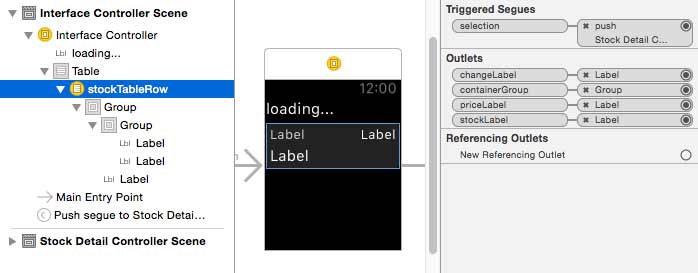 Interface Controller Scene
Interface Controller
Lbl loading...
Table
stockTableRow
Group
Group
Lbl Label
Lbl Label
Lbl Label
Main Entry Point
Push segue to Stock Detai...
Stock Detail Controller Scene
12:00
loading...
Label Label
Label
Triggered Segues
selection push
Stock Detail C...
Outlets
changeLabel Label
containerGroup Group
priceLabel Label
stockLabel Label
Referencing Outlets
New Referencing Outlet